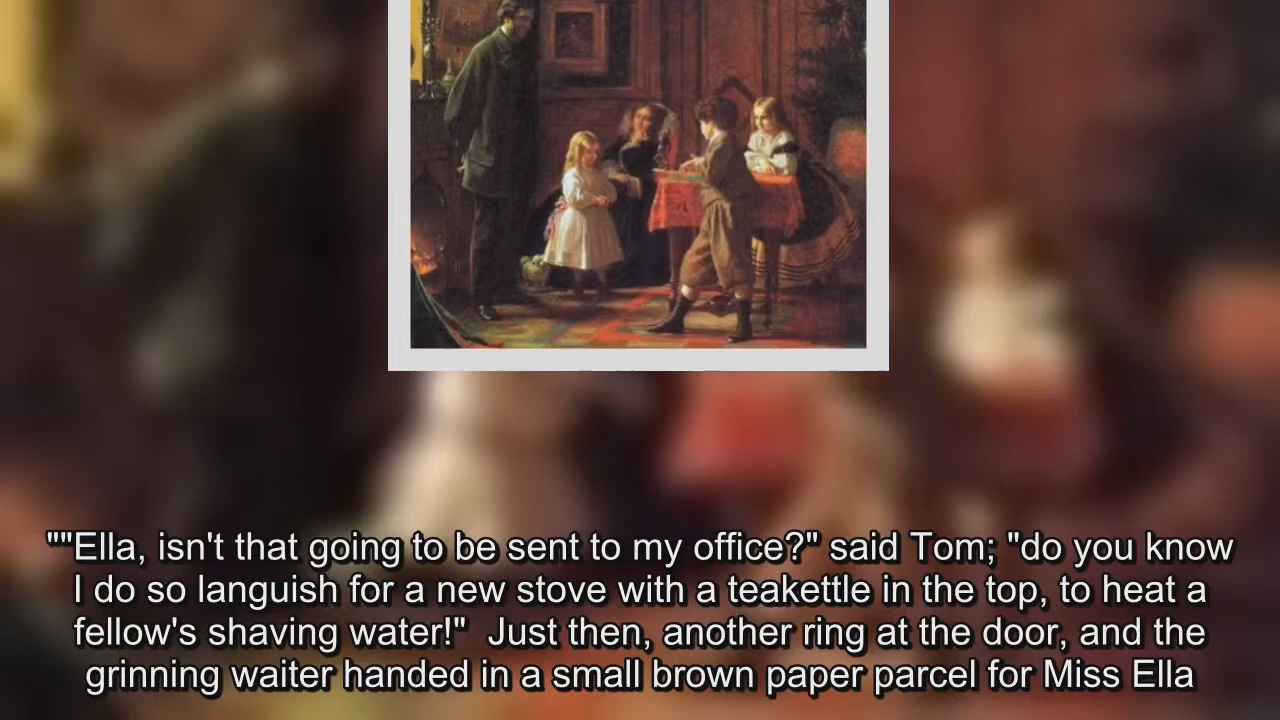 ""Ella, isn't that going to be sent to my office?" said Tom; "do you know
I do so languish for a new stove with a teakettle in the top, to heat a
fellow's shaving water!"  Just then, another ring at the door, and the
grinning waiter handed in a small brown paper parcel for Miss Ella